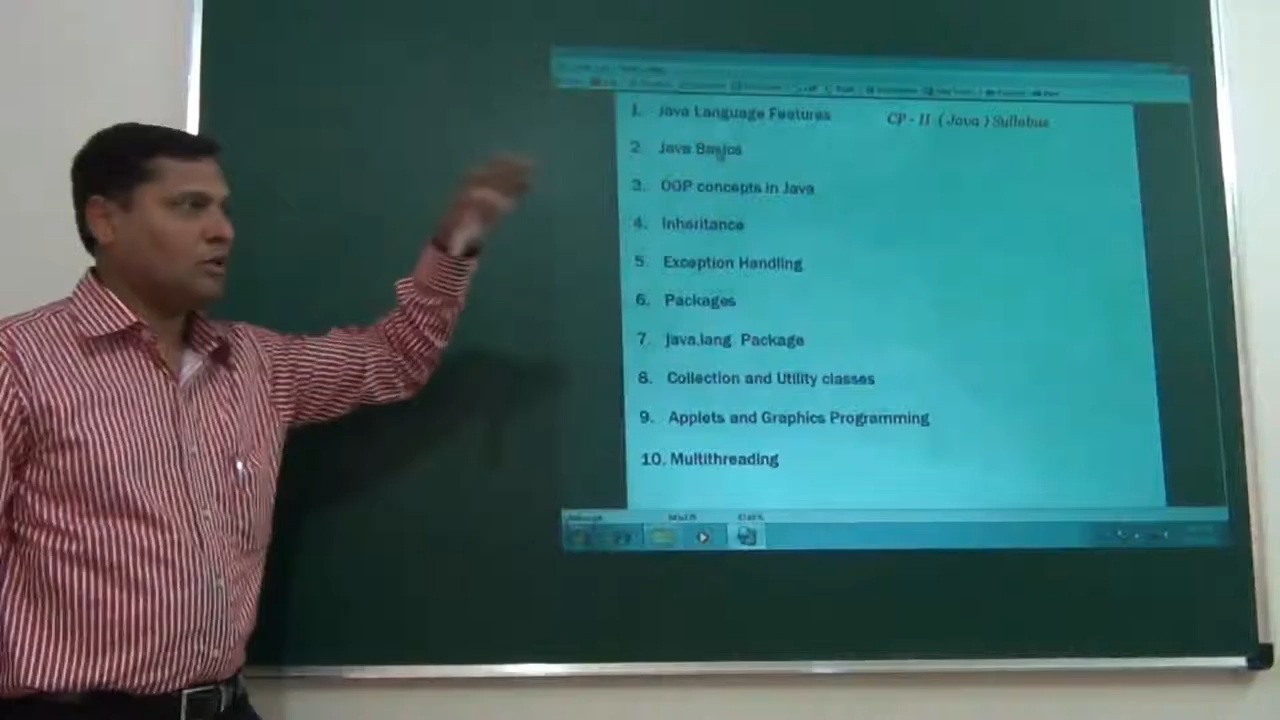 1. Java Language Features
CP - II ( Java ) Syllabus
2. Java Basics
3. OOP concepts in Java
4. Inheritance
5. Exception Handling
6. Packages
7. java.lang Package
8. Collection and Utility classes
9. Applets and Graphics Programming
10. Multithreading